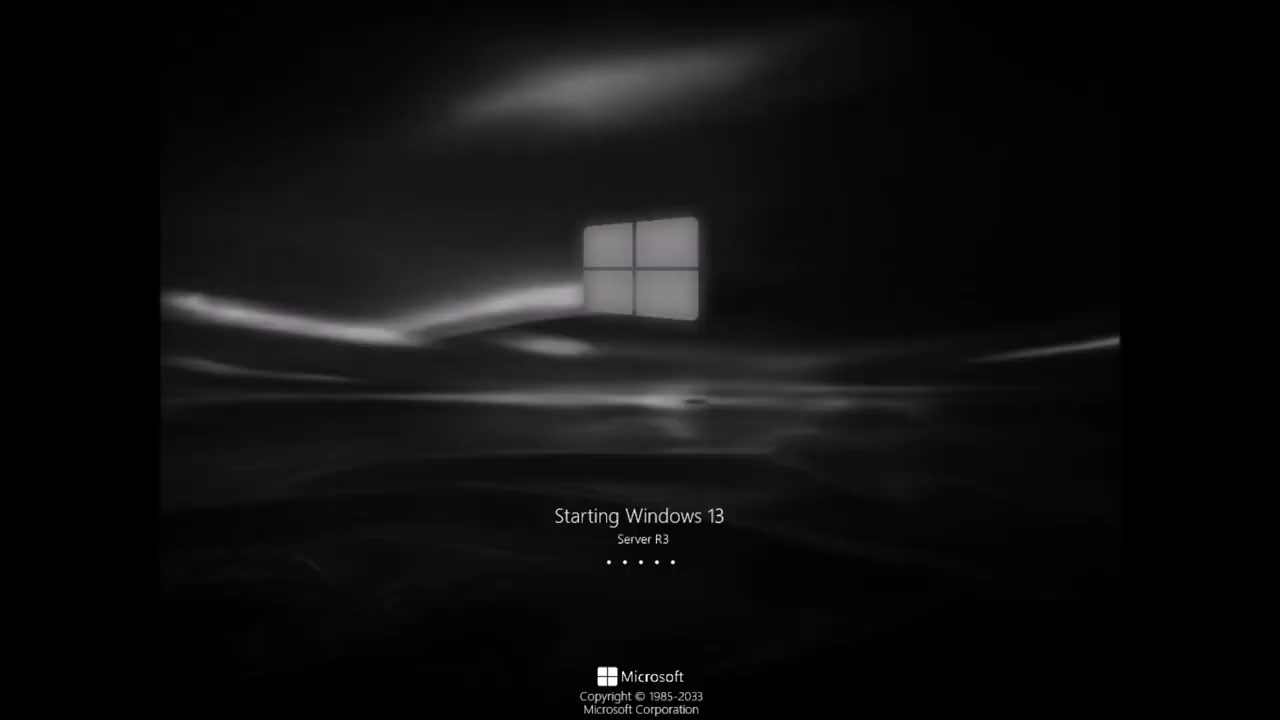 Starting Windows 13
Server R3
Microsoft
Copyright © 1985-2033
Microsoft Corporation